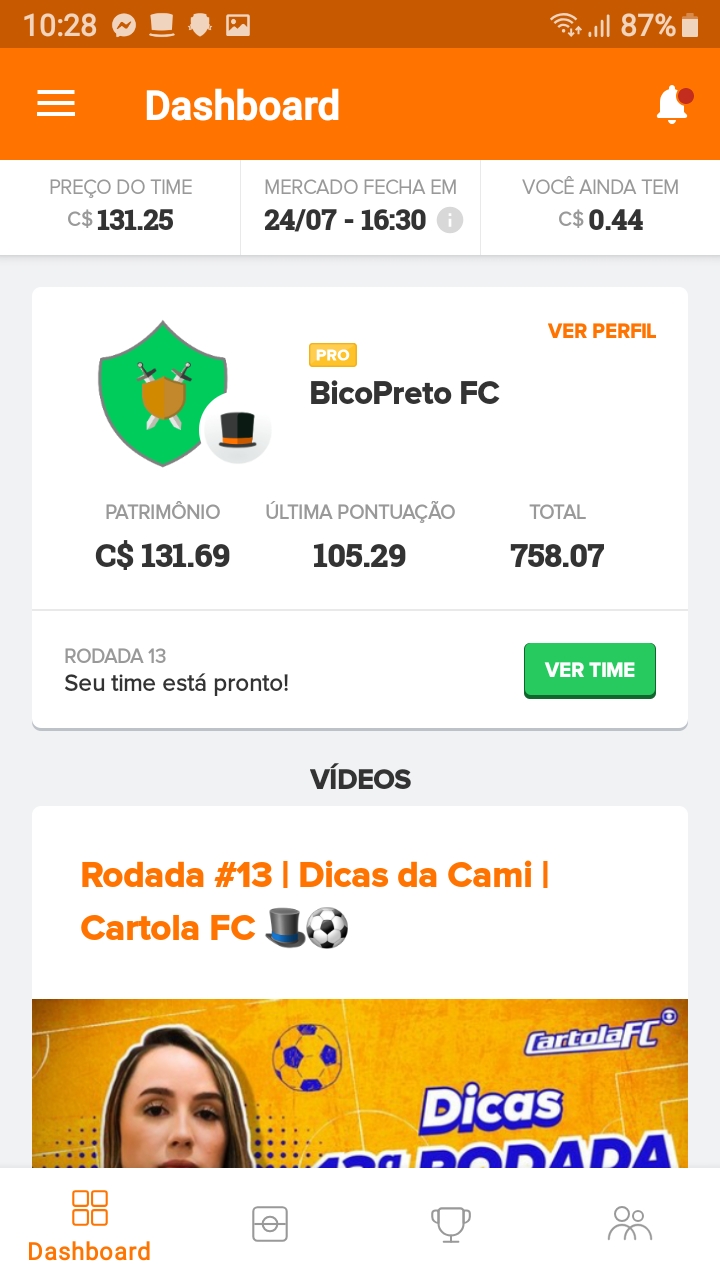 10:28
87%
Dashboard
PREÇO DO TIME
C$ 131.25
MERCADO FECHA EM
24/07 - 16:30
VOCÊ AINDA TEM
C$ 0.44
VER PERFIL
PRO
BicoPreto FC
PATRIMÔNIO
C$ 131.69
ÚLTIMA PONTUAÇÃO
105.29
TOTAL
758.07
RODADA 13
Seu time está pronto!
VER TIME
VÍDEOS
Rodada #13 | Dicas da Cami |
Cartola FC 🎩⚽
CartolaFC
Dicas
13ª RODADA
Dashboard